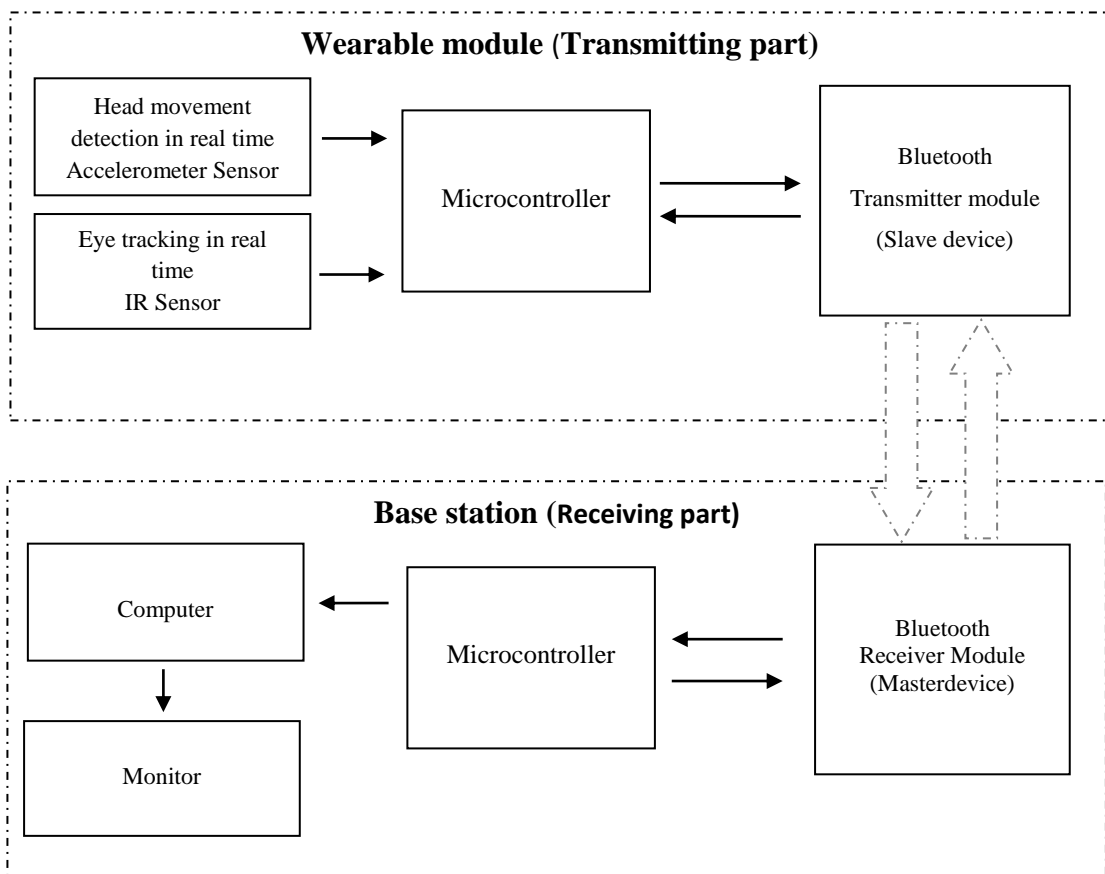 Wearable module (Transmitting part)
Head movement
detection in real time
Accelerometer Sensor
Eye tracking in real
time
IR Sensor
Microcontroller
Bluetooth
Transmitter module
(Slave device)
Base station (Receiving part)
Computer
Monitor
Microcontroller
Bluetooth
Receiver Module
(Masterdevice)